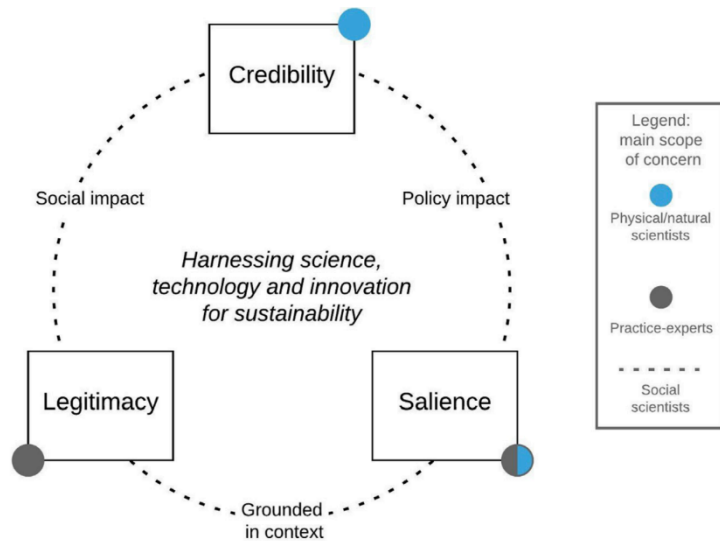 Credibility
Social impact
Policy impact
Harnessing science,
technology and innovation
for sustainability
Legitimacy
Salience
Grounded
in context
Legend:
main scope
of concern
Physical/natural
scientists
Practice-experts
Social
scientists